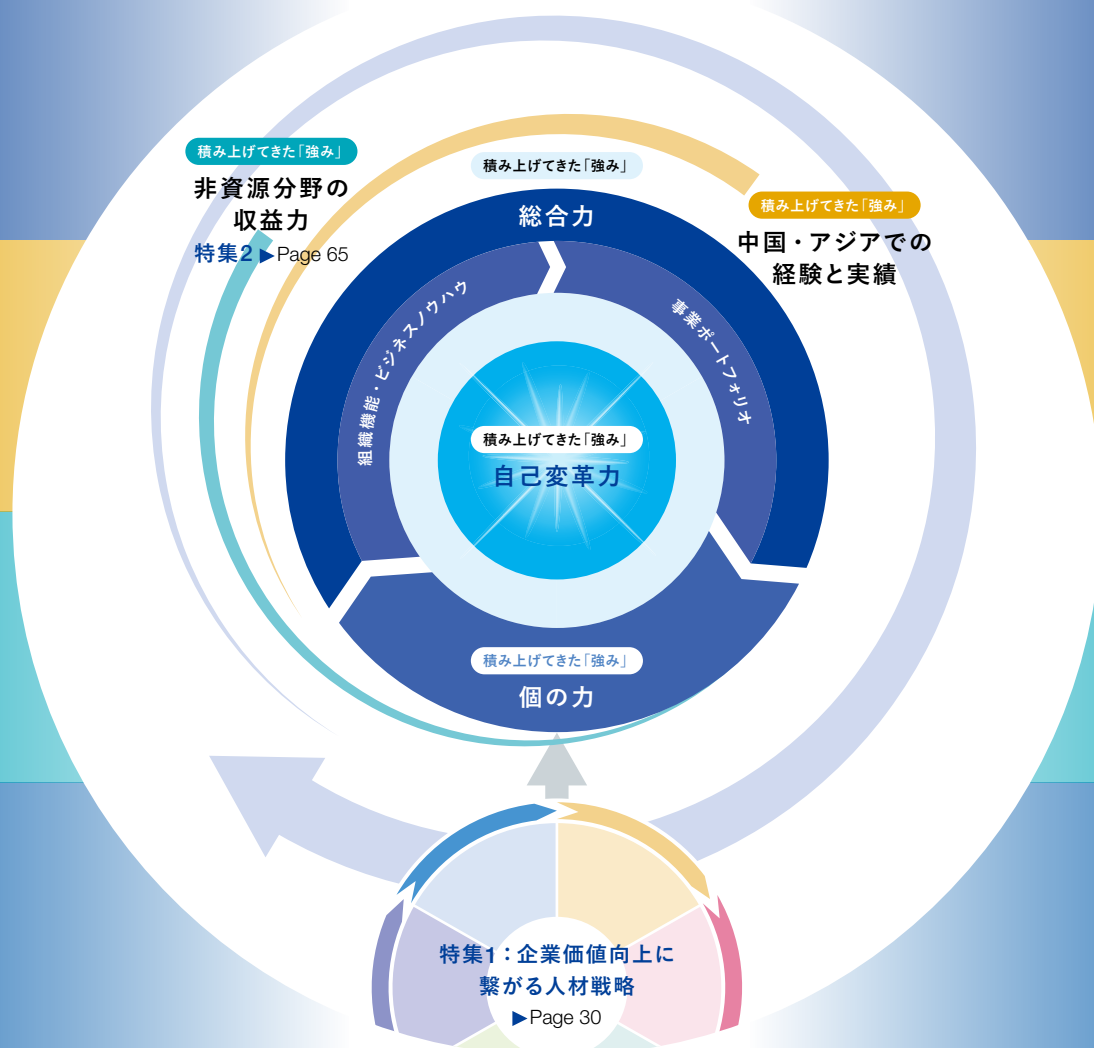 積み上げてきた「強み」
非資源分野の
収益力
特集2 ▶Page 65
積み上げてきた「強み」
総合力
積み上げてきた「強み」
中国・アジアでの
経験と実績
組織機能・ビジネスノウハウ
事業ポートフォリオ
積み上げてきた「強み」
自己変革力
積み上げてきた「強み」
個の力
特集1：企業価値向上に
繋がる人材戦略
▶Page 30